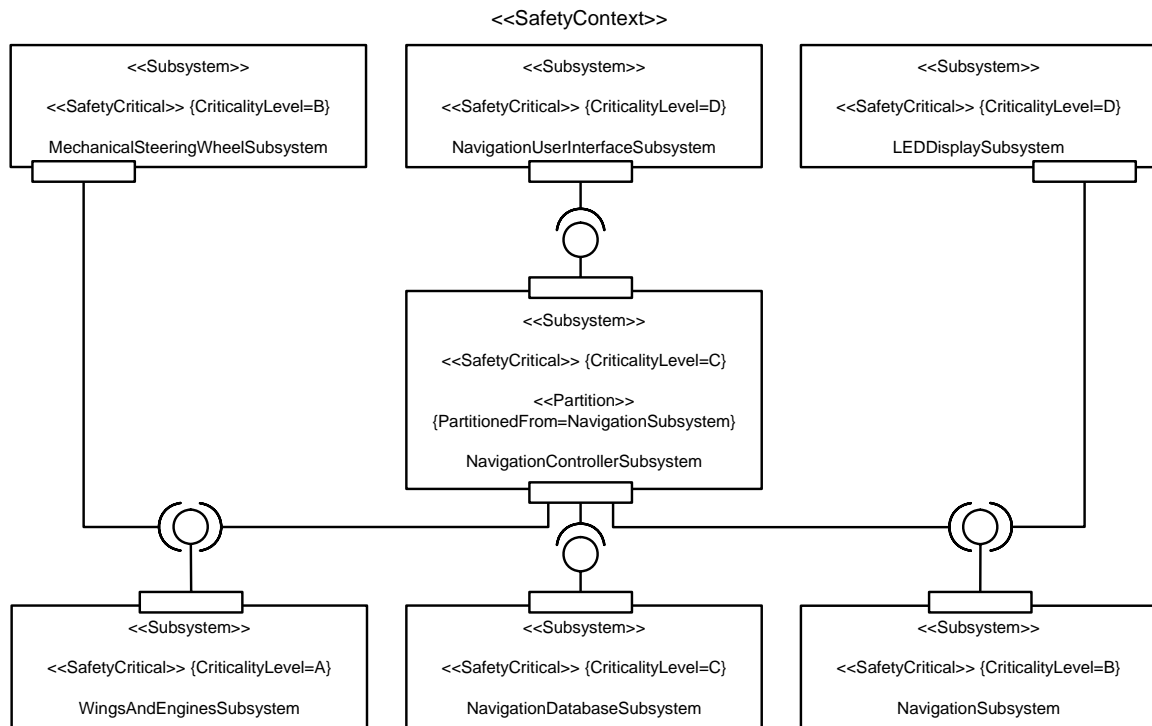 <<SafetyContext>>
<<Subsystem>>
<<SafetyCritical>> {CriticalityLevel=B}
MechanicalSteeringWheelSubsystem
<<Subsystem>>
<<SafetyCritical>> {CriticalityLevel=D}
NavigationUserInterfaceSubsystem
<<Subsystem>>
<<SafetyCritical>> {CriticalityLevel=D}
LEDDisplaySubsystem
<<Subsystem>>
<<SafetyCritical>> {CriticalityLevel=C}
<<Partition>>
{PartitionedFrom=NavigationSubsystem}
NavigationControllerSubsystem
<<Subsystem>>
<<SafetyCritical>> {CriticalityLevel=A}
WingsAndEnginesSubsystem
<<Subsystem>>
<<SafetyCritical>> {CriticalityLevel=C}
NavigationDatabaseSubsystem
<<Subsystem>>
<<SafetyCritical>> {CriticalityLevel=B}
NavigationSubsystem